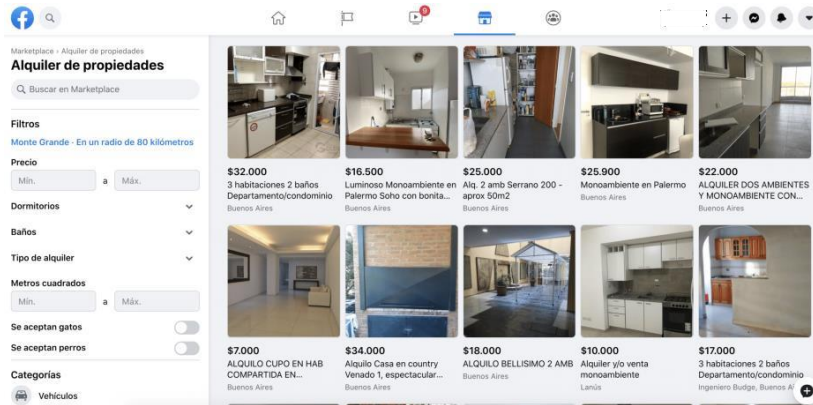 9
Marketplace › Alquiler de propiedades
Alquiler de propiedades
Buscar en Marketplace
Filtros
Monte Grande · En un radio de 80 kilómetros
Precio
Mín. a Máx.
Dormitorios
Baños
Tipo de alquiler
Metros cuadrados
Mín. a Máx.
Se aceptan gatos
Se aceptan perros
Categorías
Vehículos
$32.000
3 habitaciones 2 baños
Departamento/condominio
Buenos Aires
$16.500
Luminoso Monoambiente en
Palermo Soho con bonita...
Buenos Aires
$25.000
Alq. 2 amb Serrano 200 -
aprox 50m2
Buenos Aires
$25.900
Monoambiente en Palermo
Buenos Aires
$22.000
ALQUILER DOS AMBIENTES
Y MONOAMBIENTE CON...
Buenos Aires
$7.000
ALQUILO CUPO EN HAB
COMPARTIDA EN...
Buenos Aires
$34.000
Alquilo Casa en country
Venado 1, espectacular...
Buenos Aires
$18.000
ALQUILO BELLISIMO 2 AMB
Buenos Aires
$10.000
Alquiler y/o venta
monoambiente
Lanús
$17.000
3 habitaciones 2 baños
Departamento/condominio
Ingeniero Budge, Buenos A